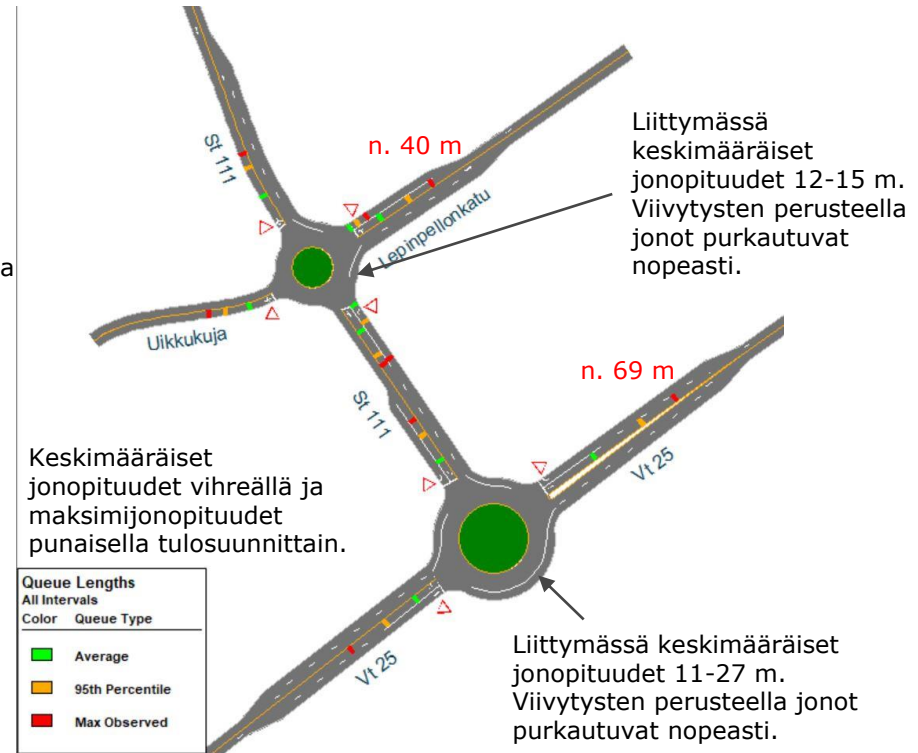 n. 40 m
St 111
Lepinpellonkatu
Liittymässä
keskimääräiset
jonopituudet 12-15 m.
Viivytysten perusteella
jonot purkautuvat
nopeasti.
a
Uikkukuja
n. 69 m
St 111
Vt 25
Keskimääräiset
jonopituudet vihreällä ja
maksimijonopituudet
punaisella tulosuunnittain.
Queue Lengths
All Intervals
Color Queue Type
Average
95th Percentile
Max Observed
Vt 25
Liittymässä keskimääräiset
jonopituudet 11-27 m.
Viivytysten perusteella jonot
purkautuvat nopeasti.